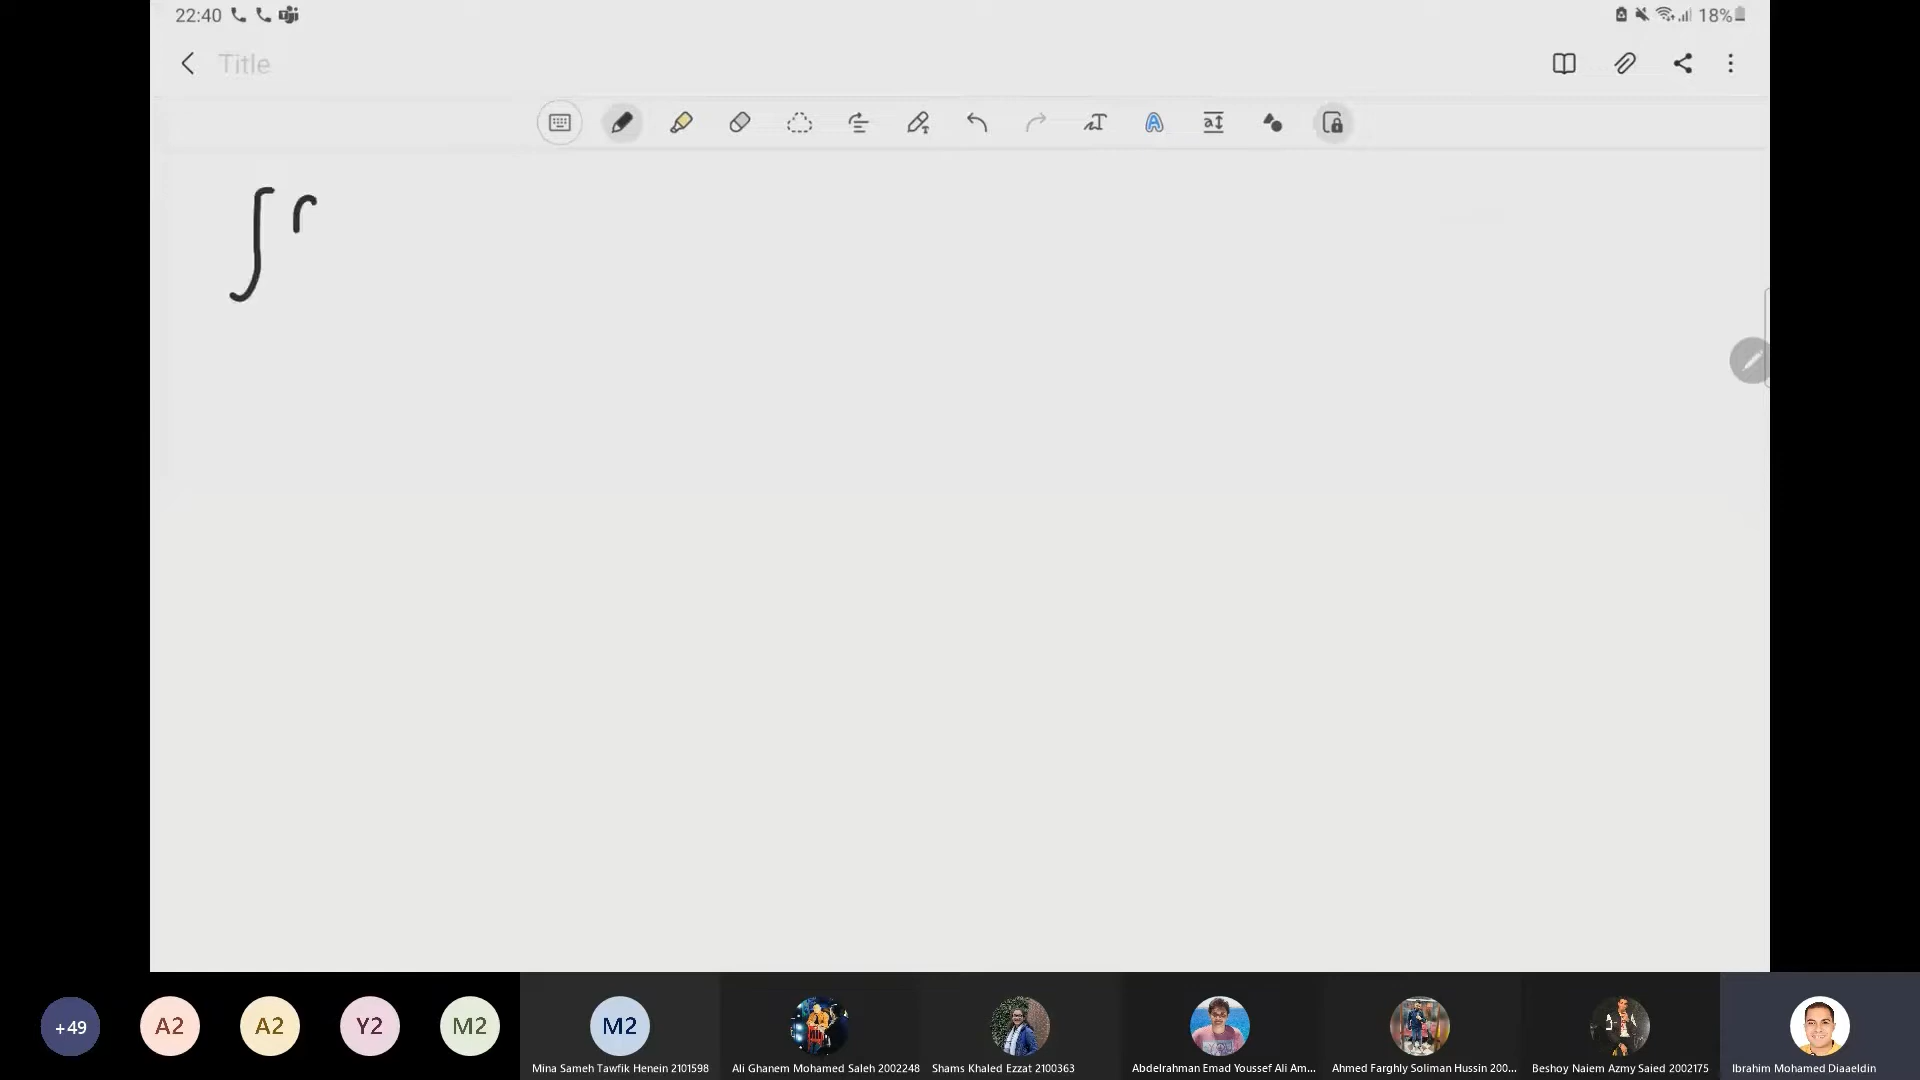 22:40 18%
Title
∫ r
+49 A2 A2 Y2 M2 M2
Mina Sameh Tawfik Henein 2101598 Ali Ghanem Mohamed Saleh 2002248 Shams Khaled Ezzat 2100363 Abdelrahman Emad Youssef Ali Am... Ahmed Farghly Soliman Hussin 200... Beshoy Naiem Azmy Saied 2002175 Ibrahim Mohamed Diaaeldin